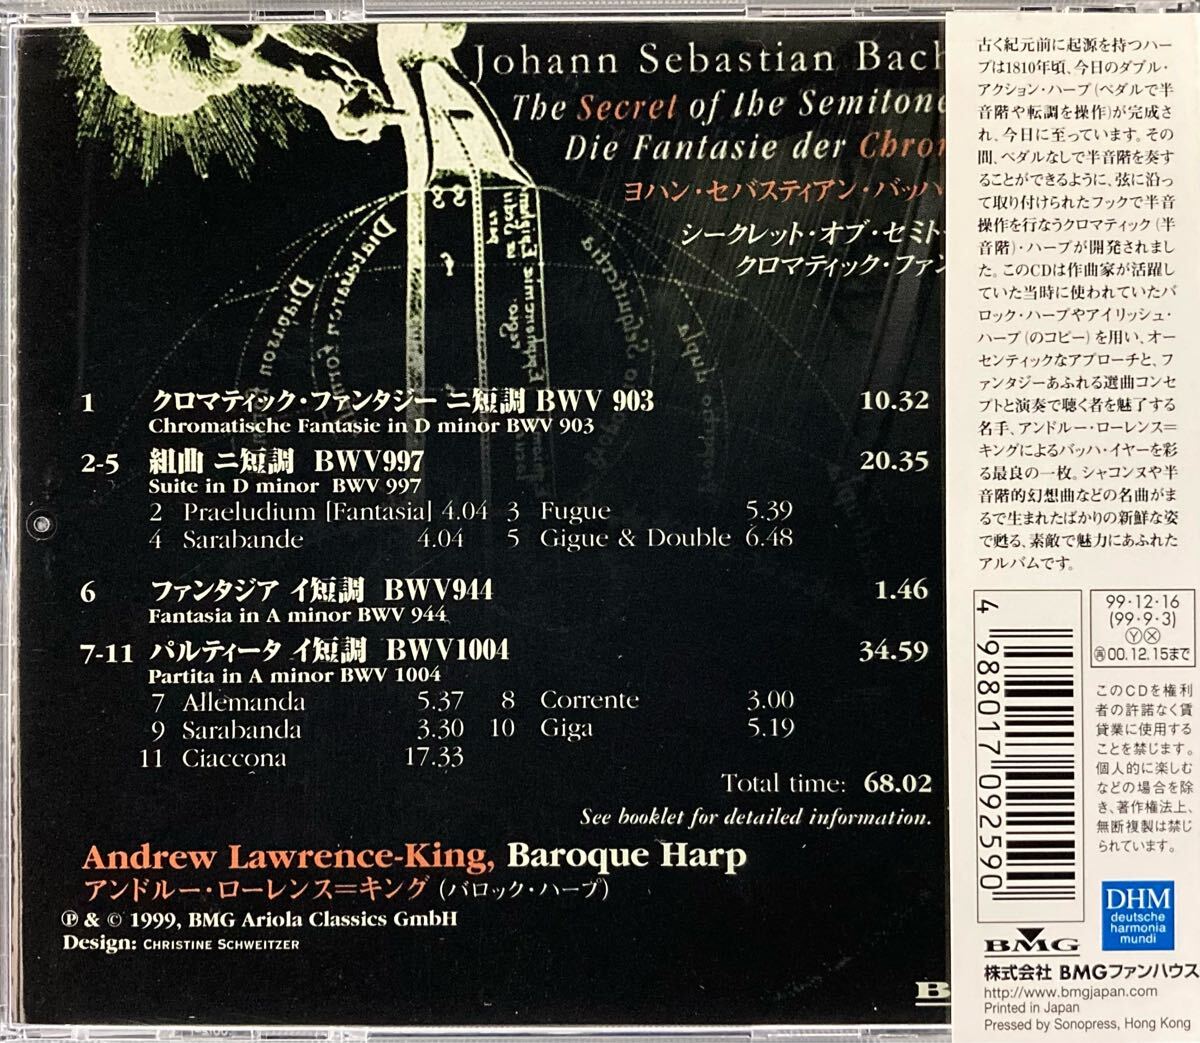 Johann Sebastian Bach
The Secret of the Semitone
Die Fantasie der Chrom
ヨハン・セバスティアン・バッハ
シークレット・オブ・セミト
クロマティック・ファン
Diapason
1 クロマティック・ファンタジー ニ短調 BWV 903 10.32
Chromatische Fantasie in D minor BWV 903
2-5 組曲 ニ短調 BWV997 20.35
Suite in D minor BWV 997
2 Praeludium [Fantasia] 4.04 3 Fugue 5.39
4 Sarabande 4.04 5 Gigue & Double 6.48
6 ファンタジア イ短調 BWV944 1.46
Fantasia in A minor BWV 944
7-11 パルティータ イ短調 BWV1004 34.59
Partita in A minor BWV 1004
7 Allemanda 5.37 8 Corrente 3.00
9 Sarabanda 3.30 10 Giga 5.19
11 Ciaccona 17.33
Total time: 68.02
See booklet for detailed information.
Andrew Lawrence-King, Baroque Harp
アンドルー・ローレンス＝キング (バロック・ハープ)
℗ & © 1999, BMG Ariola Classics GmbH
Design: CHRISTINE SCHWEITZER
古く紀元前に起源を持つハー
プは1810年頃、今日のダブル・
アクション・ハープ(ペダルで半
音階や転調を操作)が完成さ
れ、今日に至っています。その
間、ペダルなしで半音階を奏す
ることができるように、弦に沿っ
て取り付けられたフックで半音
操作を行なうクロマティック(半
音階)・ハープが開発されまし
た。このCDは作曲家が活躍し
ていた当時に使われていたバ
ロック・ハープやアイリッシュ・
ハープ(のコピー)を用い、オー
センティックなアプローチと、フ
ァンタジーあふれる選曲コンセ
プトと演奏で聴く者を魅了する
名手、アンドルー・ローレンス＝
キングによるバッハ・イヤーを彩
る最良の一枚。シャコンヌや半
音階的幻想曲などの名曲がま
るで生まれたばかりの新鮮な姿
で甦る、素敵で魅力にあふれた
アルバムです。
4 988017 092590
99・12・16
(99・9・3)
Ⓨ Ⓧ
㊢00.12.15まで
このCDを権利
者の許諾なく賃
貸業に使用する
ことを禁じます。
個人的に楽しむ
などの場合を除
き、著作権法上、
無断複製は禁じ
られています。
DHM
deutsche
harmonia
mundi
BMG
株式会社 BMGファンハウス
http://www.bmgjapan.com
Printed in Japan
Pressed by Sonopress, Hong Kong